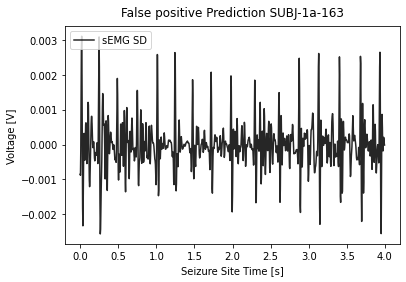 False positive Prediction SUBJ-1a-163
sEMG SD
Voltage [V]
0.003
0.002
0.001
0.000
−0.001
−0.002
0.0 0.5 1.0 1.5 2.0 2.5 3.0 3.5 4.0
Seizure Site Time [s]